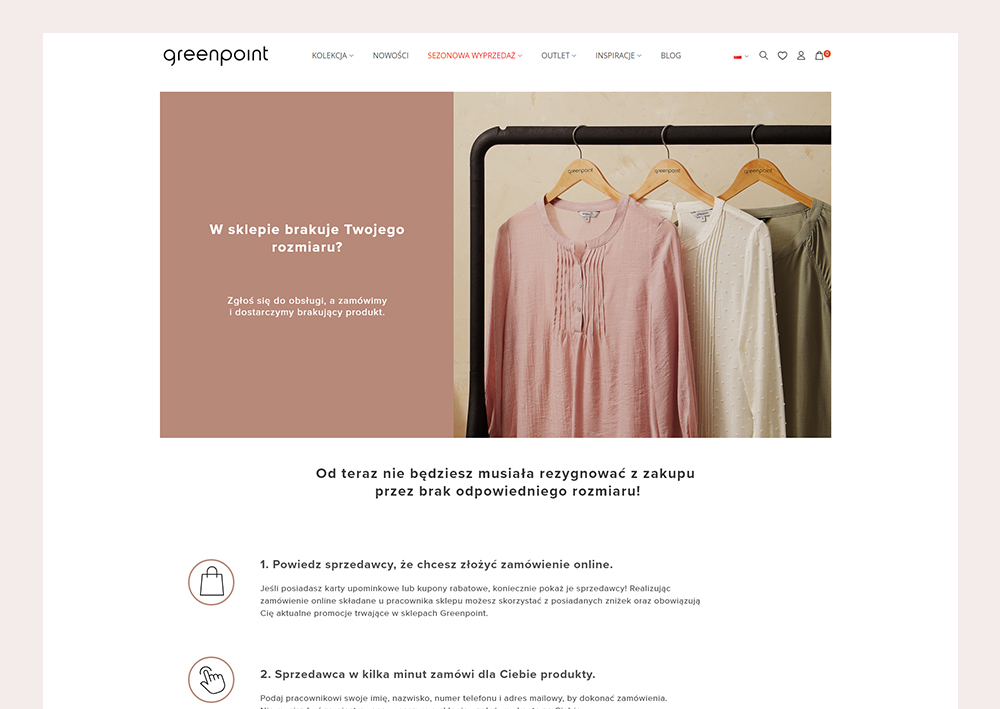 greenpoint
KOLEKCJA NOWOŚCI SEZONOWA WYPRZEDAŻ OUTLET INSPIRACJE BLOG
0
W sklepie brakuje Twojego
rozmiaru?
Zgłoś się do obsługi, a zamówimy
i dostarczymy brakujący produkt.
greenpoint greenpoint greenpoint
Od teraz nie będziesz musiała rezygnować z zakupu
przez brak odpowiedniego rozmiaru!
1. Powiedz sprzedawcy, że chcesz złożyć zamówienie online.
Jeśli posiadasz karty upominkowe lub kupony rabatowe, koniecznie pokaż je sprzedawcy! Realizując
zamówienie online składane u pracownika sklepu możesz skorzystać z posiadanych zniżek oraz obowiązują
Cię aktualne promocje trwające w sklepach Greenpoint.
2. Sprzedawca w kilka minut zamówi dla Ciebie produkty.
Podaj pracownikowi swoje imię, nazwisko, numer telefonu i adres mailowy, by dokonać zamówienia.